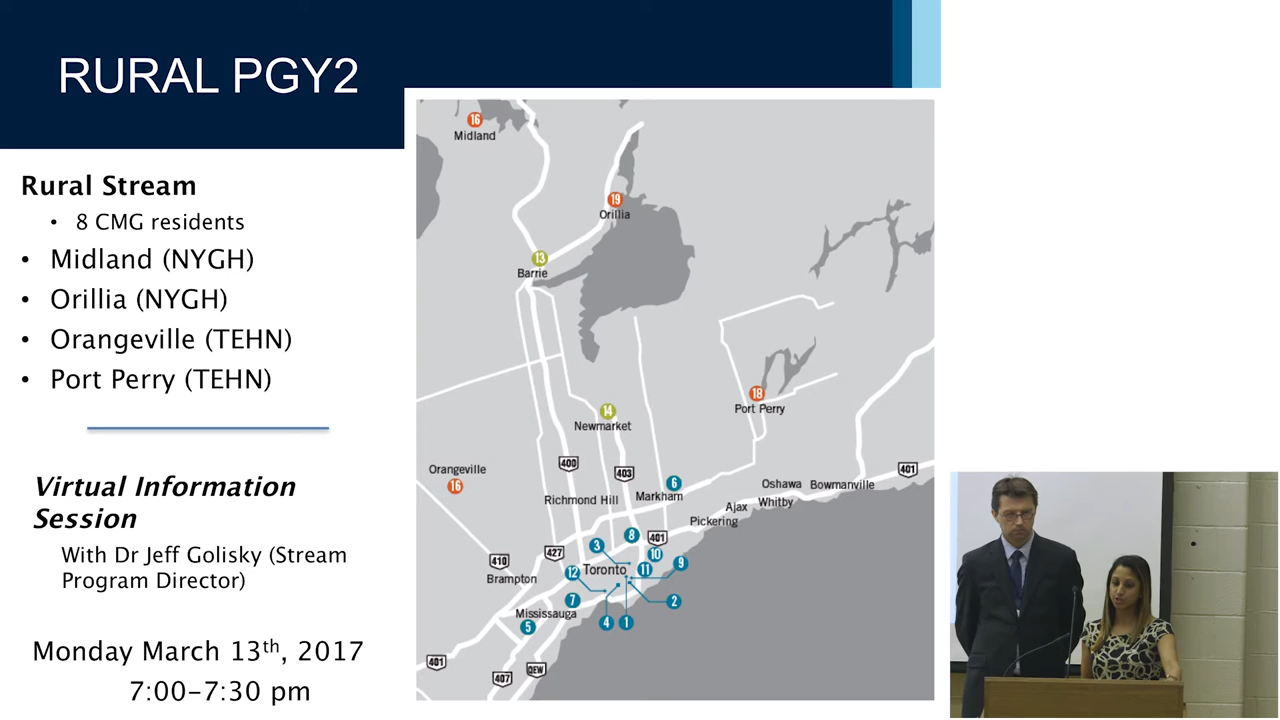 RURAL PGY2
Rural Stream
• 8 CMG residents
• Midland (NYGH)
• Orillia (NYGH)
• Orangeville (TEHN)
• Port Perry (TEHN)
Virtual Information
Session
With Dr Jeff Golisky (Stream
Program Director)
Monday March 13th, 2017
7:00-7:30 pm
16
Midland
19
Orillia
13
Barrie
18
Port Perry
14
Newmarket
Orangeville
16
400
403
6
Markham
Richmond Hill
401
Oshawa
Bowmanville
Ajax
Whitby
Pickering
8
401
3
10
427
410
9
Toronto
11
12
Brampton
7
2
Mississauga
4
1
5
401
QEW
407